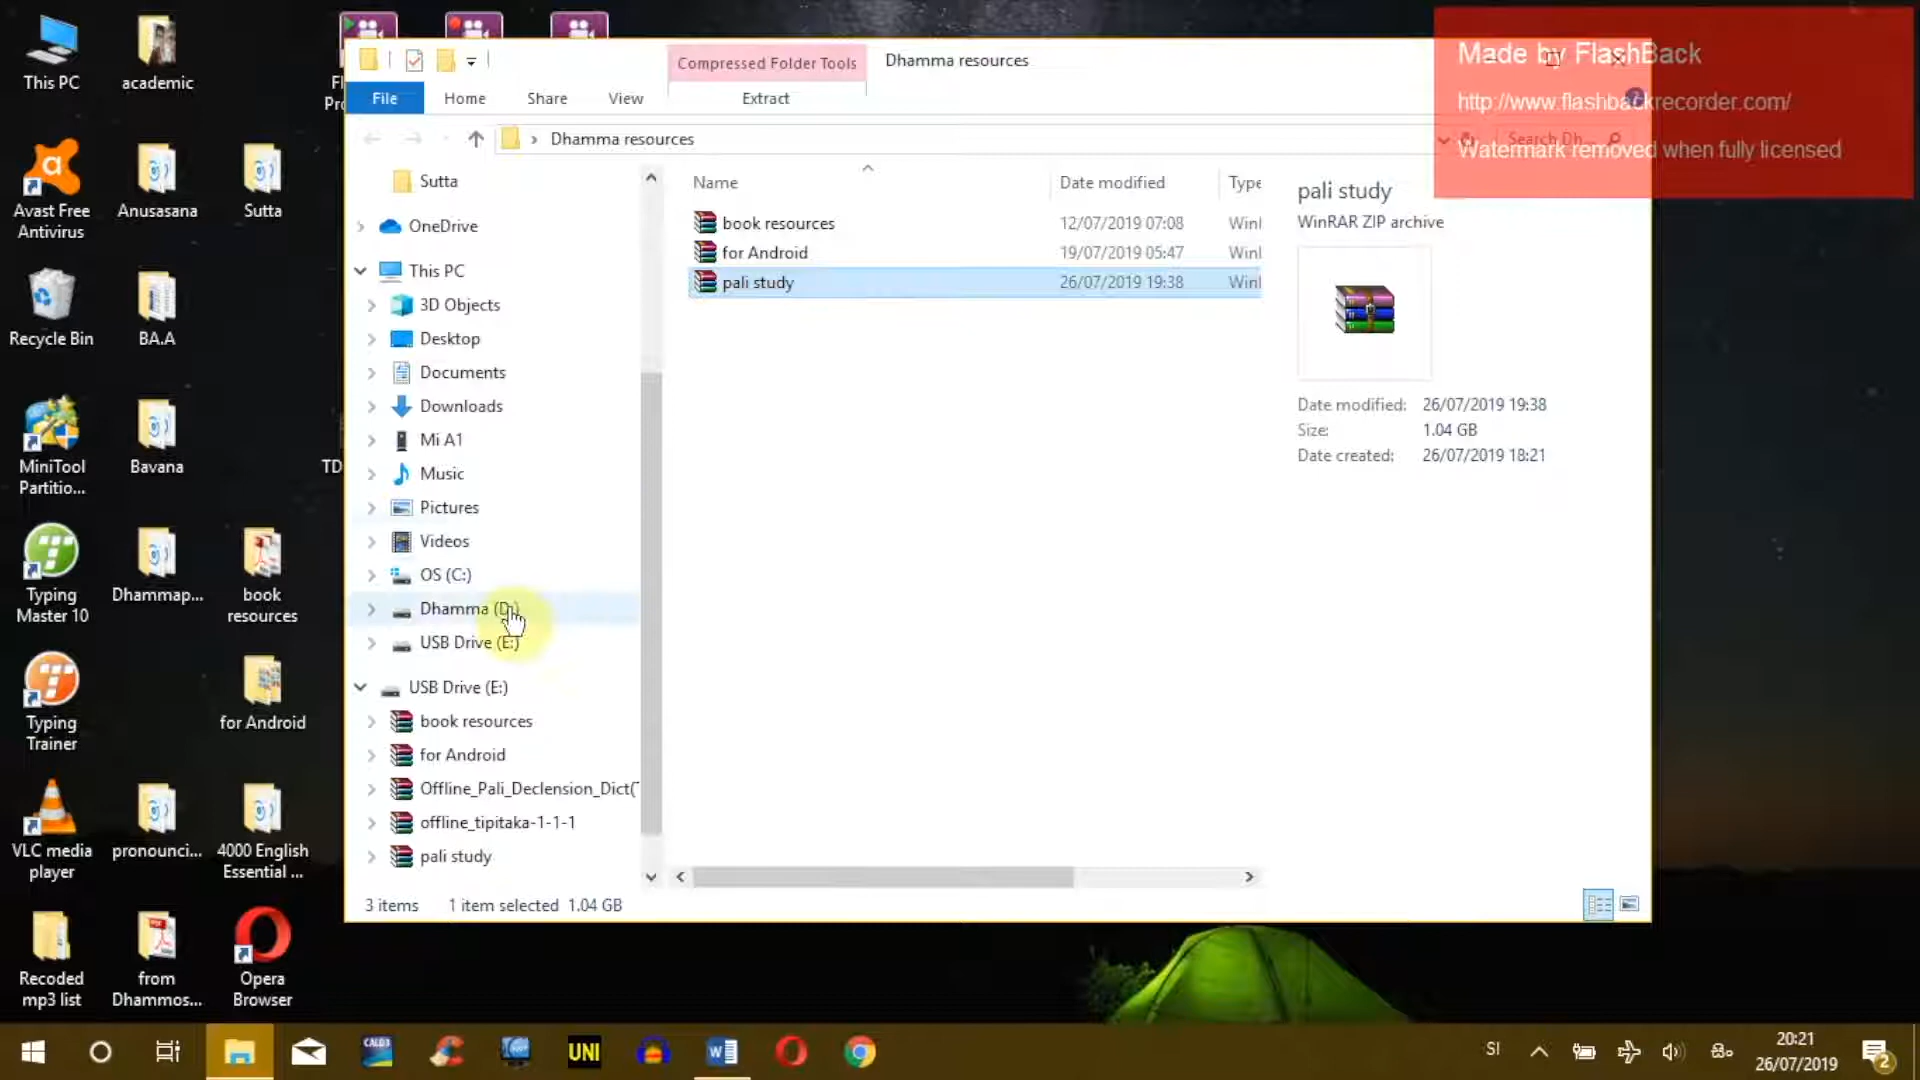 This PC
academic
Avast Free
Antivirus
Anusasana
Sutta
Recycle Bin
BA.A
MiniTool
Partitio...
Bavana
Typing
Master 10
Dhammap...
book
resources
Typing
Trainer
for Android
VLC media
player
pronounci...
4000 English
Essential ...
Recoded
mp3 list
from
Dhammos...
Opera
Browser
Compressed Folder Tools
Dhamma resources
File
Home
Share
View
Extract
Dhamma resources
Search Dh...
Made by FlashBack
http://www.flashbackrecorder.com/
Watermark removed when fully licensed
Sutta
OneDrive
This PC
3D Objects
Desktop
Documents
Downloads
Mi A1
Music
Pictures
Videos
OS (C:)
Dhamma (D:)
USB Drive (E:)
USB Drive (E:)
book resources
for Android
Offline_Pali_Declension_Dict(
offline_tipitaka-1-1-1
pali study
Name
Date modified
Type
book resources 12/07/2019 07:08
for Android 19/07/2019 05:47
pali study 26/07/2019 19:38
pali study
WinRAR ZIP archive
Date modified: 26/07/2019 19:38
Size: 1.04 GB
Date created: 26/07/2019 18:21
3 items
1 item selected 1.04 GB
CALD3
UNI
SI
20:21
26/07/2019
2